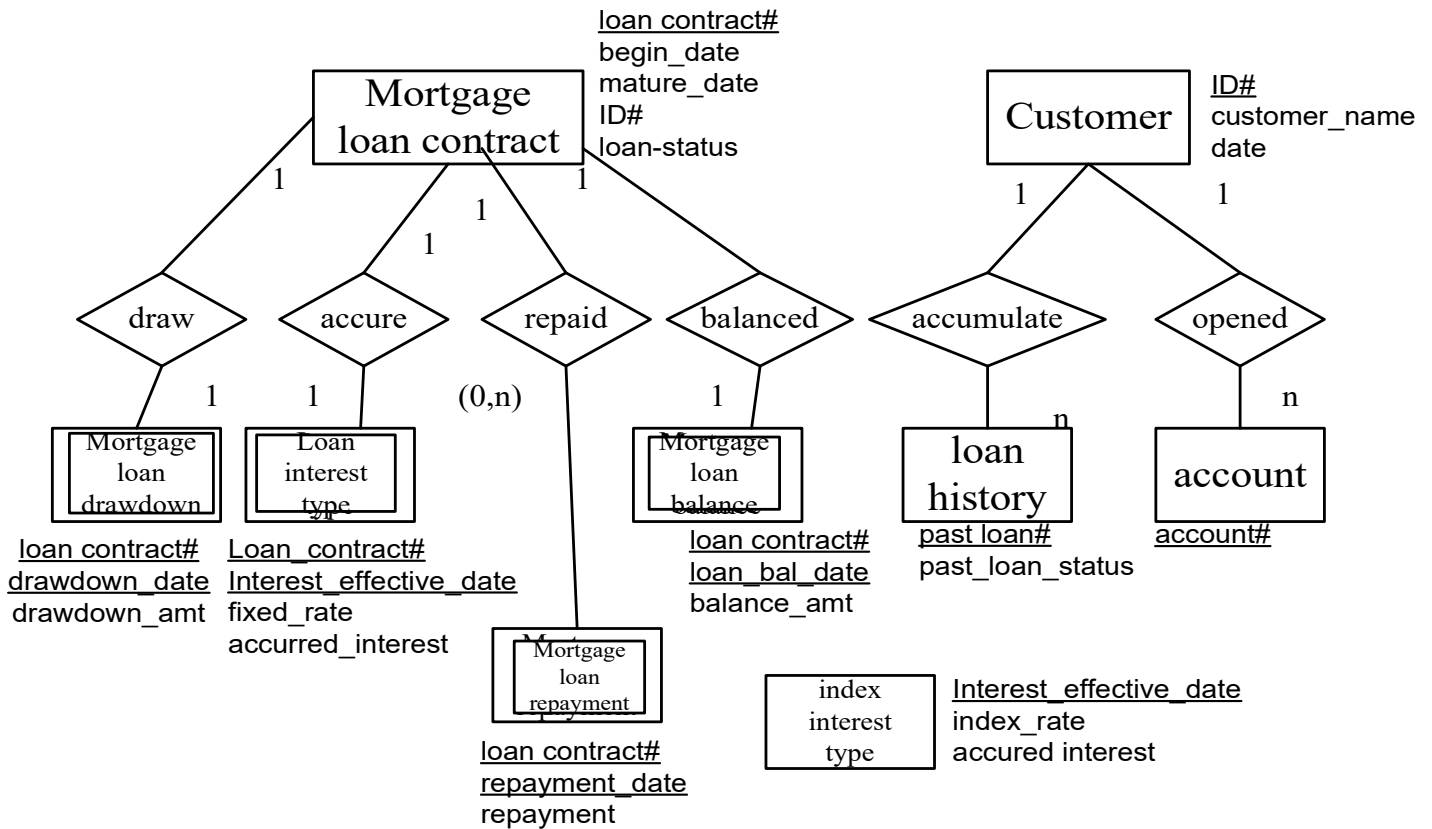 loan contract#
begin_date
mature_date
ID#
loan-status
Mortgage
loan contract
Customer
ID#
customer_name
date
1
1
1
1
1
1
draw
accure
repaid
balanced
accumulate
opened
1
1
(0,n)
1
n
n
Mortgage
loan
drawdown
Loan
interest
type
Mortgage
loan
balance
loan
history
account
loan contract#
drawdown_date
drawdown_amt
Loan_contract#
Interest_effective_date
fixed_rate
accurred_interest
loan contract#
loan_bal_date
balance_amt
past loan#
past_loan_status
account#
Mortgage
loan
repayment
loan contract#
repayment_date
repayment
index
interest
type
Interest_effective_date
index_rate
accured interest